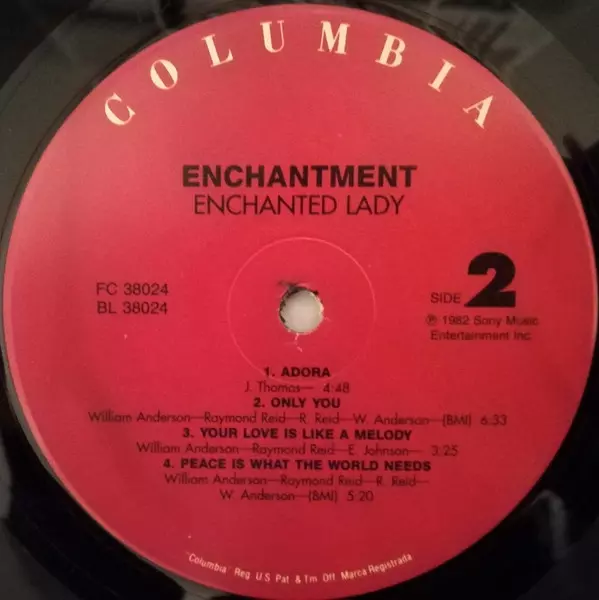 COLUMBIA
ENCHANTMENT
ENCHANTED LADY
FC 38024
BL 38024
SIDE 2
℗ 1982 Sony Music
Entertainment Inc.
1. ADORA
J. Thomas— 4:48
2. ONLY YOU
William Anderson—Raymond Reid—R. Reid—W. Anderson—(BMI) 6:33
3. YOUR LOVE IS LIKE A MELODY
William Anderson—Raymond Reid—E. Johnson— 3:25
4. PEACE IS WHAT THE WORLD NEEDS
William Anderson—Raymond Reid—R. Reid—
W. Anderson—(BMI) 5:20
"Columbia" Reg. U.S. Pat. & Tm. Off. Marca Registrada